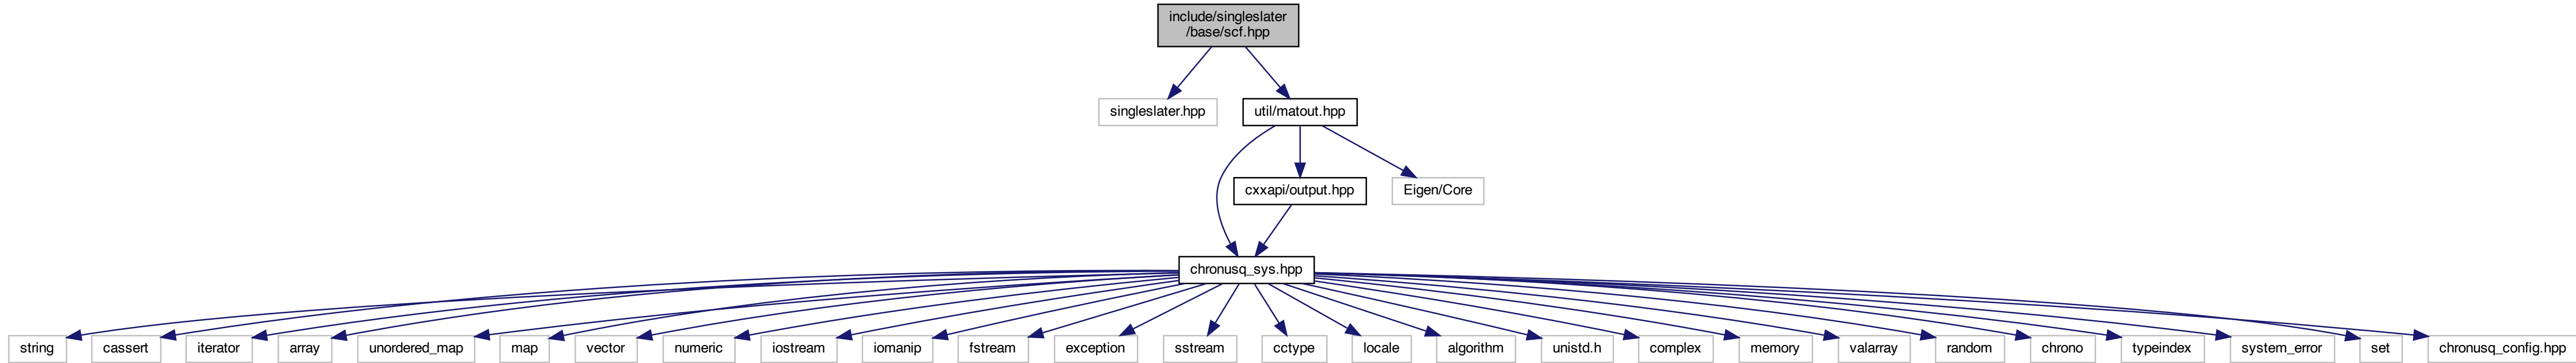 include/singleslater
/base/scf.hpp
singleslater.hpp
util/matout.hpp
cxxapi/output.hpp
Eigen/Core
chronusq_sys.hpp
string
cassert
iterator
array
unordered_map
map
vector
numeric
iostream
iomanip
fstream
exception
sstream
cctype
locale
algorithm
unistd.h
complex
memory
valarray
random
chrono
typeindex
system_error
set
chronusq_config.hpp